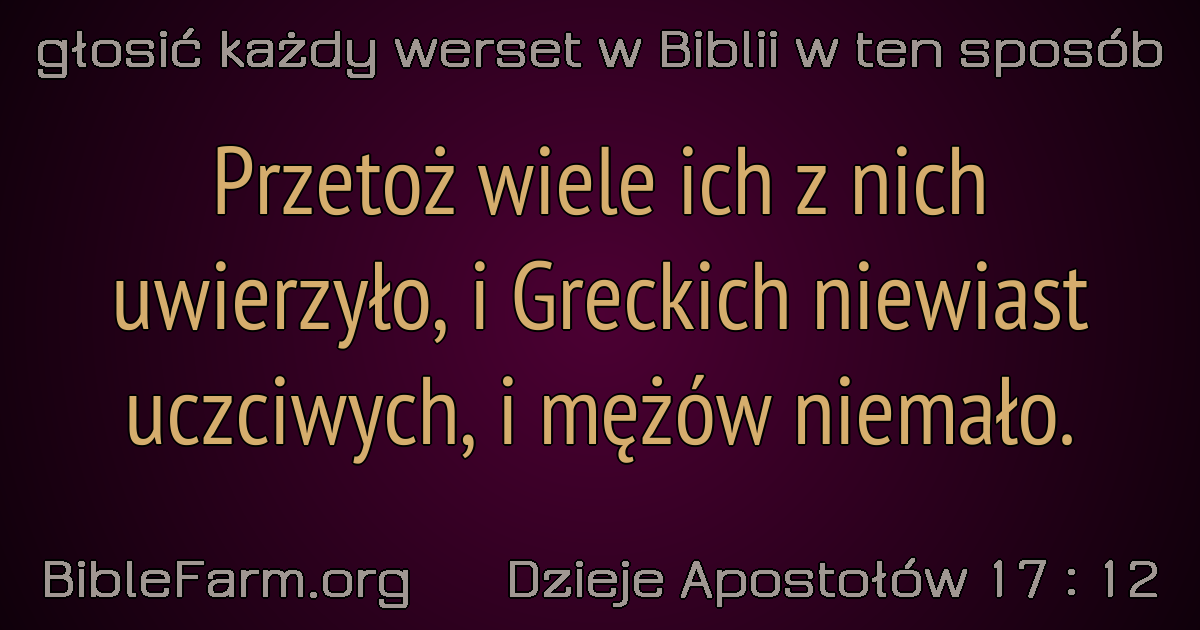 głosić każdy werset w Biblii w ten sposób
Przetoż wiele ich z nich
uwierzyło, i Greckich niewiast
uczciwych, i mężów niemało.
BibleFarm.org Dzieje Apostołów 17 : 12